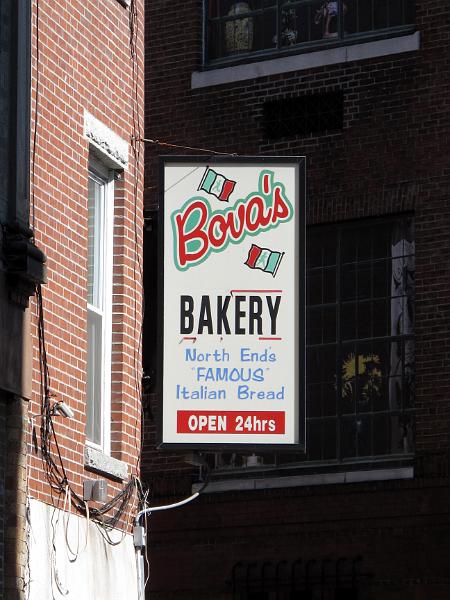 Bova's
BAKERY
North End's
"FAMOUS"
Italian Bread
OPEN 24hrs